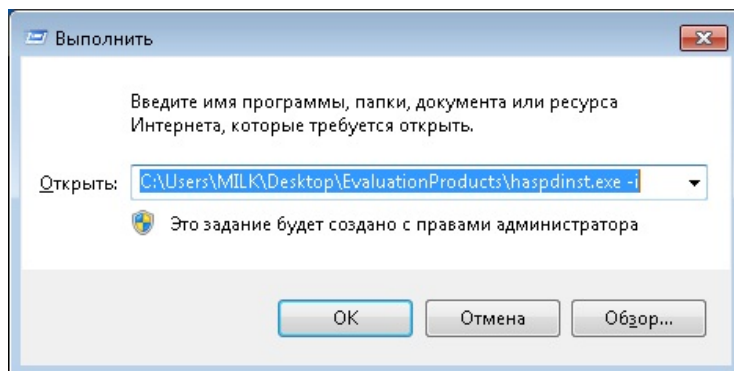 Выполнить
Введите имя программы, папки, документа или ресурса
Интернета, которые требуется открыть.
Открыть: C:\Users\MILK\Desktop\EvaluationProducts\haspdinst.exe -i
Это задание будет создано с правами администратора
ОК Отмена Обзор...